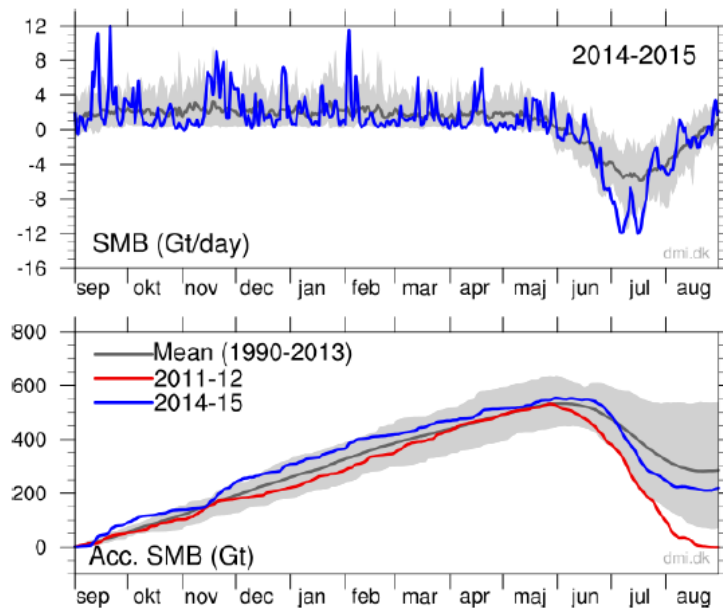 12
8
4
0
-4
-8
-12
-16
2014-2015
SMB (Gt/day)
dmi.dk
sep okt nov dec jan feb mar apr maj jun jul aug
800
600
400
200
0
Mean (1990-2013)
2011-12
2014-15
Acc. SMB (Gt)
dmi.dk
sep okt nov dec jan feb mar apr maj jun jul aug